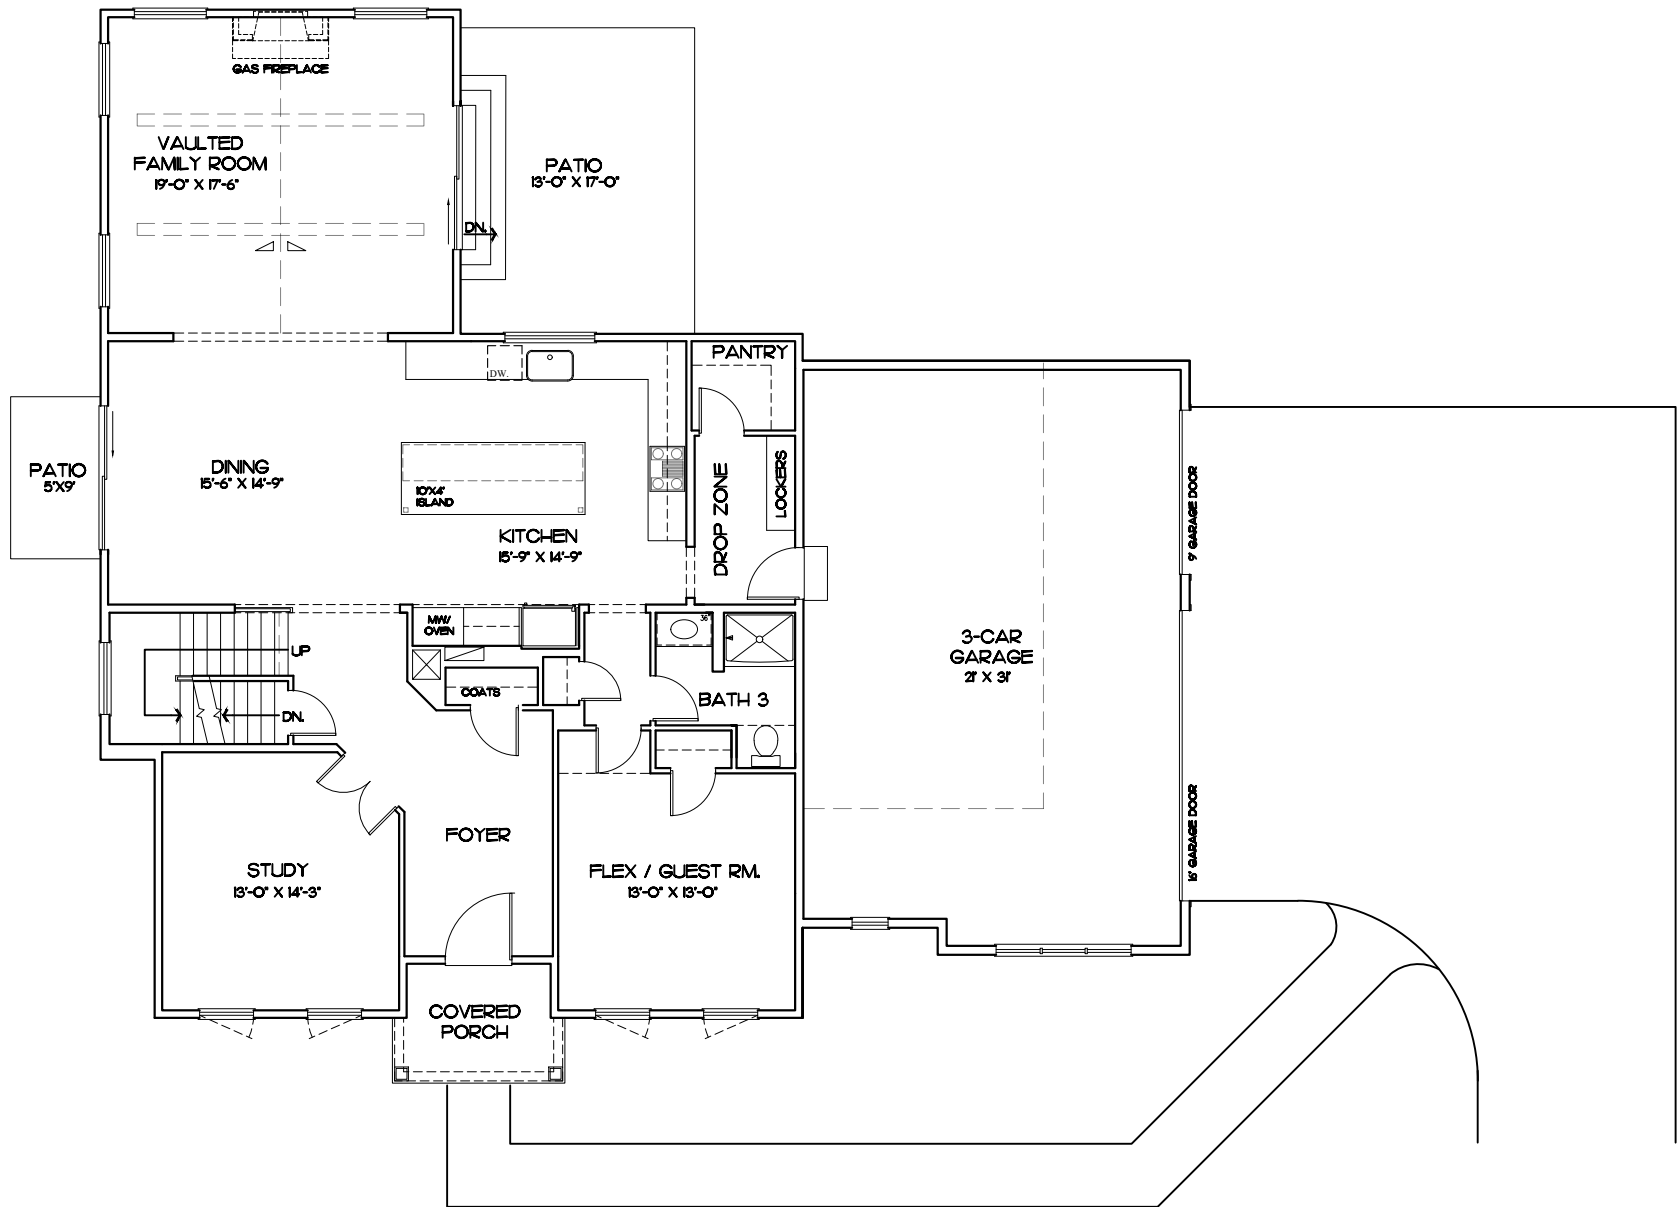 GAS FIREPLACE
VAULTED
FAMILY ROOM
19'-0" X 17'-6"
PATIO
13'-0" X 17'-0"
DN.
PANTRY
DW.
PATIO
5'X9'
DINING
15'-6" X 14'-9"
10'X4'
ISLAND
KITCHEN
15'-9" X 14'-9"
DROP ZONE
LOCKERS
9' GARAGE DOOR
MW/
OVEN
36"
UP
3-CAR
GARAGE
21' X 31'
COATS
BATH 3
DN.
FOYER
16' GARAGE DOOR
STUDY
13'-0" X 14'-3"
FLEX / GUEST RM.
13'-0" X 13'-0"
COVERED
PORCH